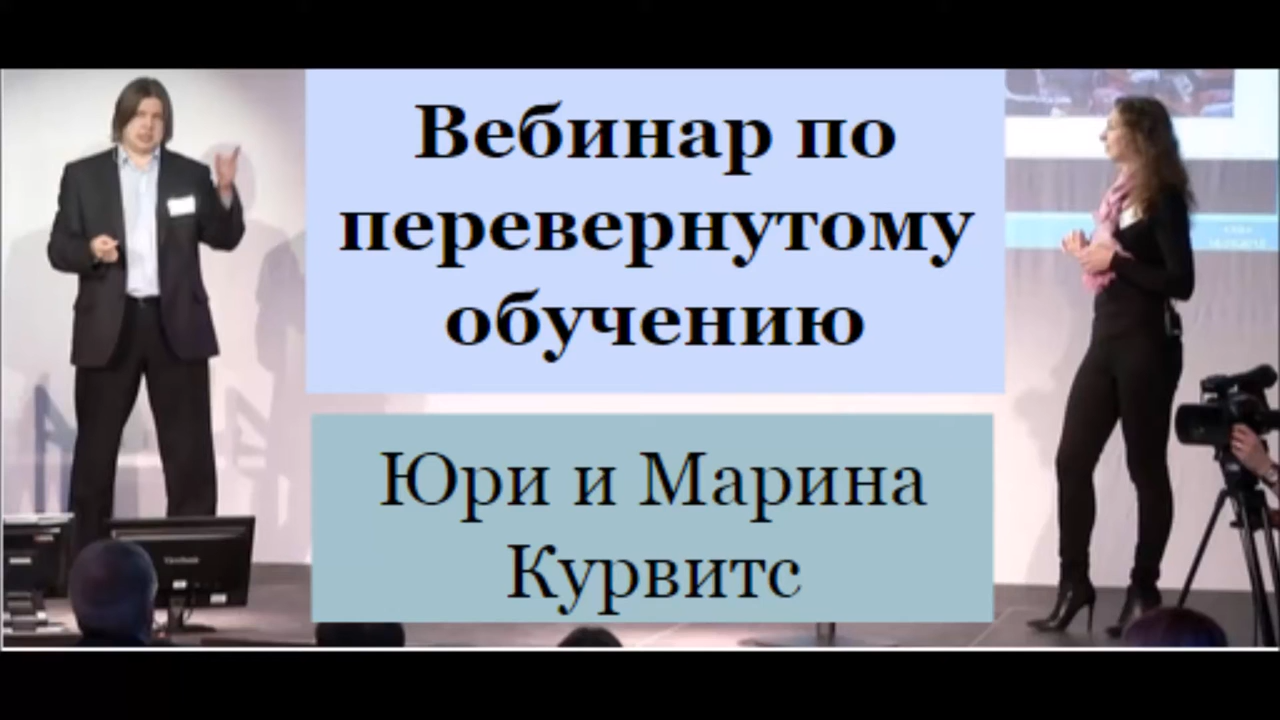 Вебинар по
перевернутому
обучению
Юри и Марина
Курвитс